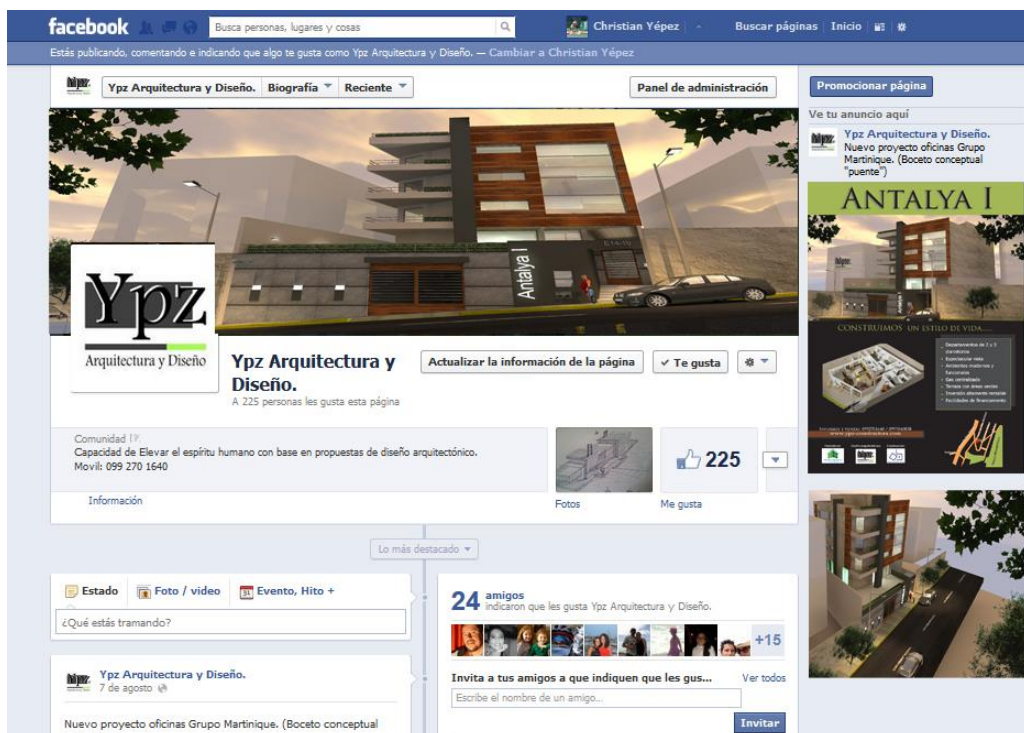 facebook
Busca personas, lugares y cosas
Christian Yépez
Buscar páginas
Inicio
Estás publicando, comentando e indicando que algo te gusta como Ypz Arquitectura y Diseño. — Cambiar a Christian Yépez
Ypz Arquitectura y Diseño.
Biografía
Reciente
Panel de administración
Promocionar página
Ve tu anuncio aquí
Ypz Arquitectura y Diseño.
Nuevo proyecto oficinas Grupo
Martinique. (Boceto conceptual
"puente")
Antalya I
Ypz
Arquitectura y Diseño
ANTALYA I
CONSTRUIMOS UN ESTILO DE VIDA....
Ypz Arquitectura y
Diseño.
A 225 personas les gusta esta página
Actualizar la información de la página
Te gusta
Comunidad
Capacidad de Elevar el espíritu humano con base en propuestas de diseño arquitectónico.
Movil: 099 270 1640
Información
Fotos
225
Me gusta
Lo más destacado
Estado
Foto / video
Evento, Hito +
¿Qué estás tramando?
24 amigos
indicaron que les gusta Ypz Arquitectura y Diseño.
+15
Invita a tus amigos a que indiquen que les gus...
Ver todos
Escribe el nombre de un amigo...
Invitar
Ypz Arquitectura y Diseño.
7 de agosto
Nuevo proyecto oficinas Grupo Martinique. (Boceto conceptual